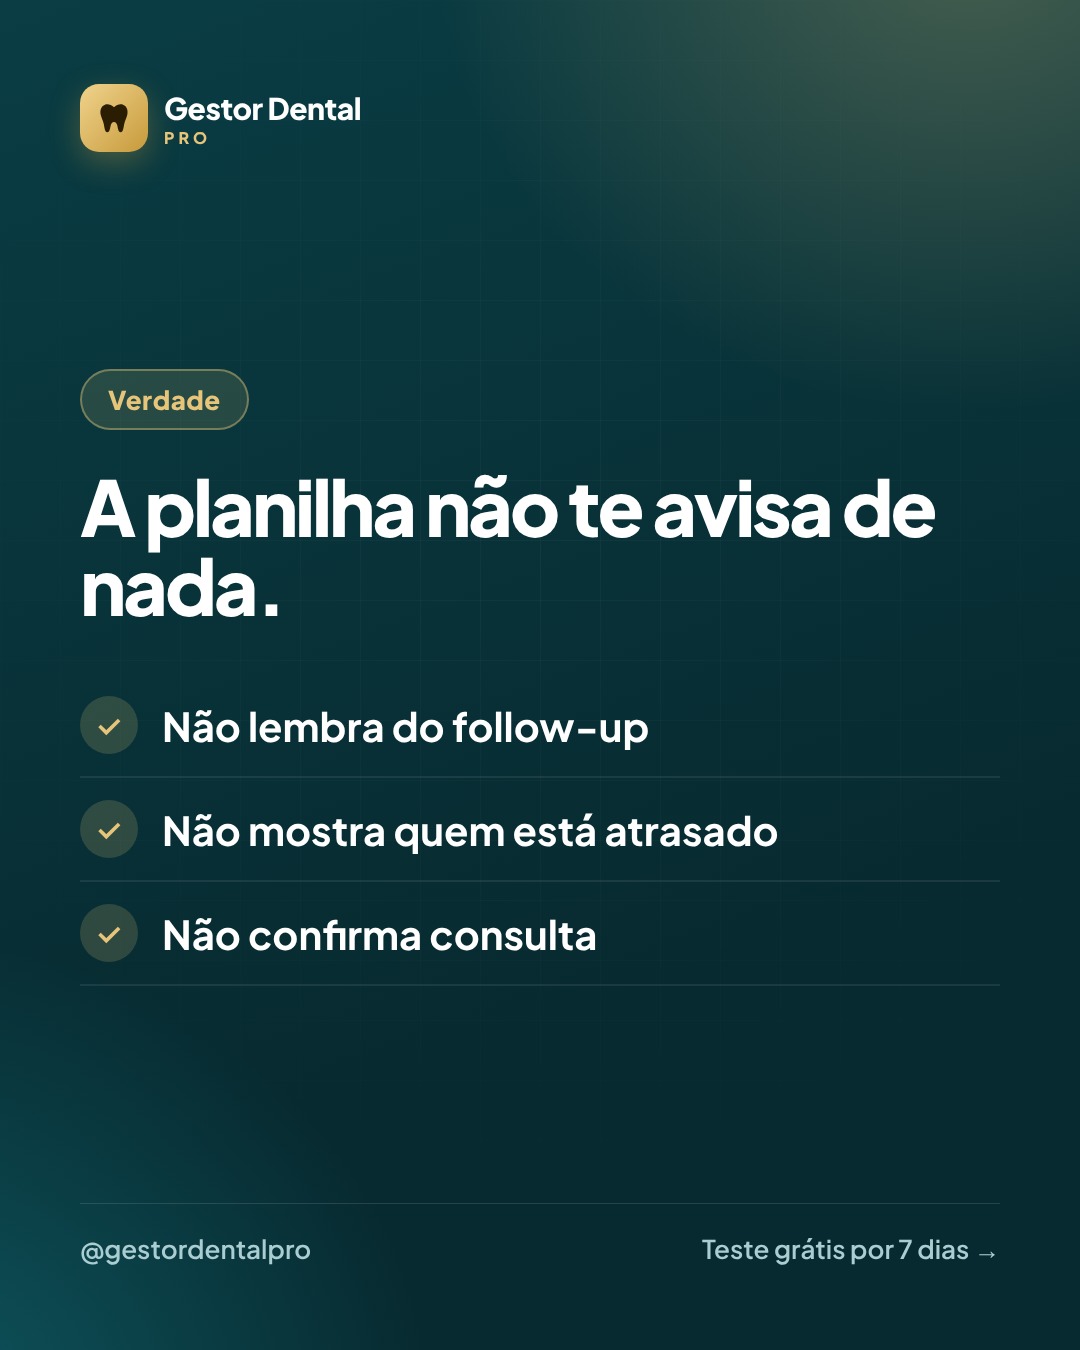 Gestor Dental
PRO
Verdade
A planilha não te avisa de
nada.
Não lembra do follow-up
Não mostra quem está atrasado
Não confirma consulta
@gestordentalpro
Teste grátis por 7 dias →